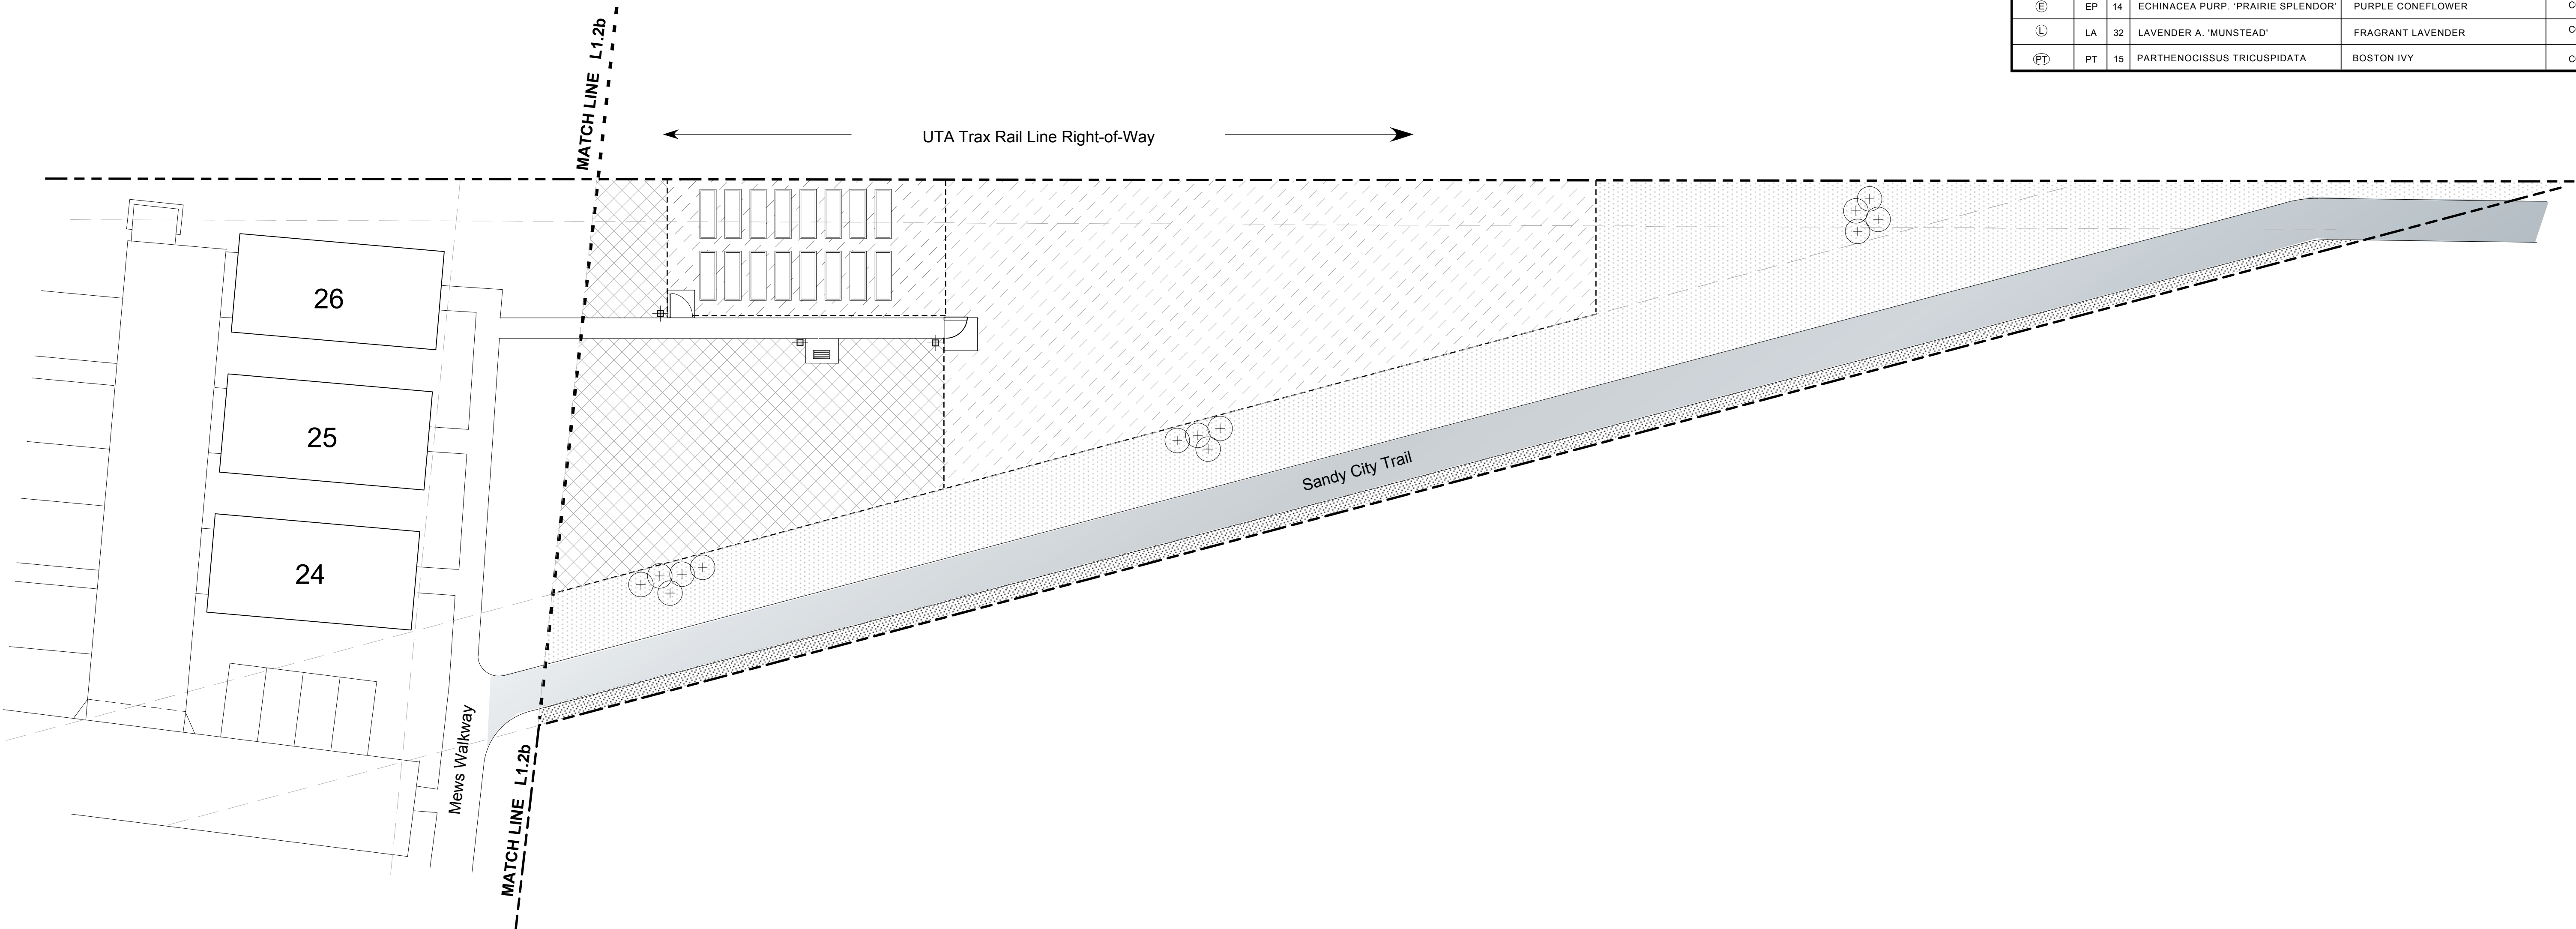 Ⓔ EP 14 ECHINACEA PURP. 'PRAIRIE SPLENDOR' PURPLE CONEFLOWER
Ⓛ LA 32 LAVENDER A. 'MUNSTEAD' FRAGRANT LAVENDER
PT PT 15 PARTHENOCISSUS TRICUSPIDATA BOSTON IVY
MATCH LINE L1.2b
UTA Trax Rail Line Right-of-Way
26
25
24
Sandy City Trail
Mews Walkway
MATCH LINE L1.2b